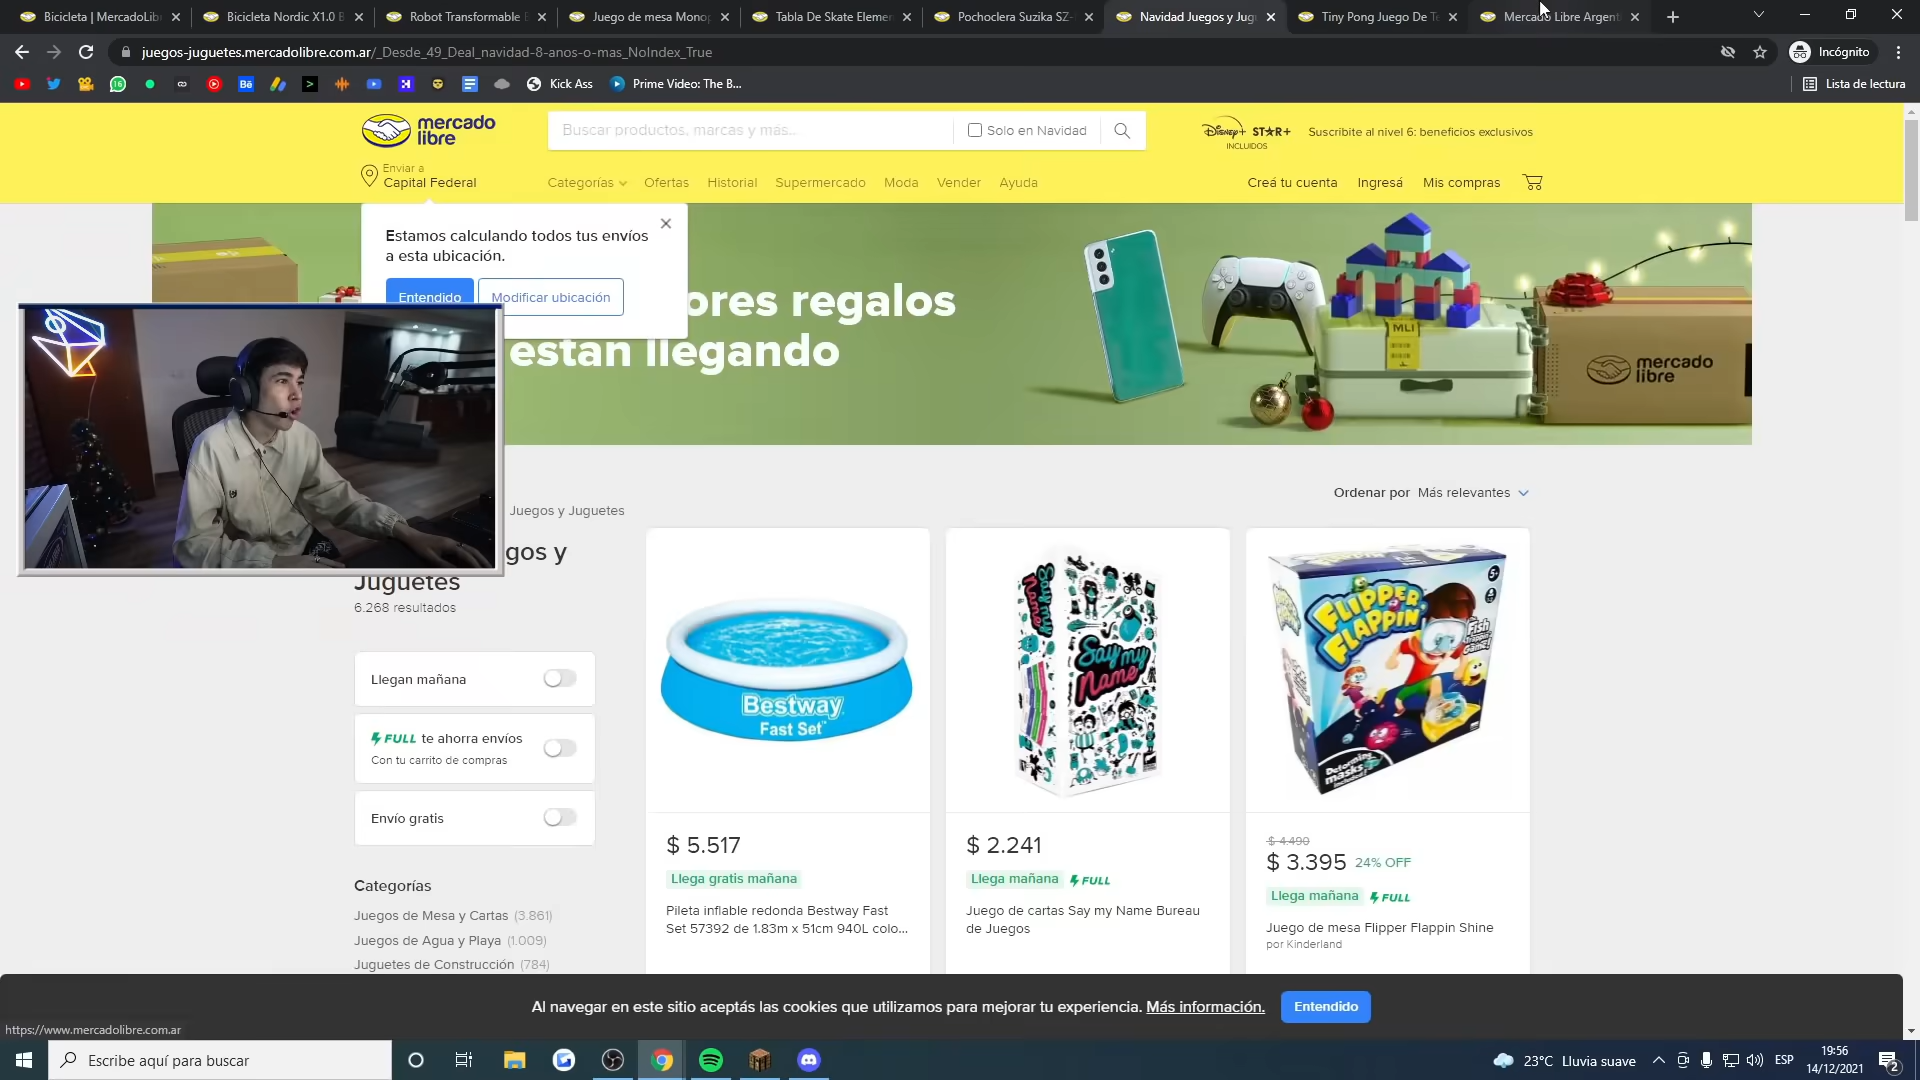 Bicicleta | MercadoLib
Bicicleta Nordic X1.0
Robot Transformable
Juego de mesa Mono
Tabla De Skate Elemen
Pochoclera Suzika SZ-
Navidad Juegos y Jug
Tiny Pong Juego De T
Mercado Libre Argent
juegos-juguetes.mercadolibre.com.ar/_Desde_49_Deal_navidad-8-anos-o-mas_NoIndex_True
Incógnito
Kick Ass
Prime Video: The B...
Lista de lectura
mercado
libre
Buscar productos, marcas y más...
Solo en Navidad
Disney+ STAR+
INCLUIDOS
Suscribite al nivel 6: beneficios exclusivos
Enviar a
Capital Federal
Categorías
Ofertas
Historial
Supermercado
Moda
Vender
Ayuda
Creá tu cuenta
Ingresá
Mis compras
Estamos calculando todos tus envíos
a esta ubicación.
Entendido
Modificar ubicación
ores regalos
están llegando
MLI
mercado
libre
Juegos y Juguetes
Ordenar por Más relevantes
gos y
Juguetes
6.268 resultados
Llegan mañana
FULL te ahorra envíos
Con tu carrito de compras
Envío gratis
Categorías
Juegos de Mesa y Cartas (3.861)
Juegos de Agua y Playa (1.009)
Juguetes de Construcción (784)
Bestway
Fast Set
$ 5.517
Llega gratis mañana
Pileta inflable redonda Bestway Fast
Set 57392 de 1.83m x 51cm 940L colo...
Say my
Name
$ 2.241
Llega mañana FULL
Juego de cartas Say my Name Bureau
de Juegos
FLIPPER
FLAPPIN'
5+
$ 4.490
$ 3.395 24% OFF
Llega mañana FULL
Juego de mesa Flipper Flappin Shine
por Kinderland
Al navegar en este sitio aceptás las cookies que utilizamos para mejorar tu experiencia. Más información.
Entendido
https://www.mercadolibre.com.ar
Escribe aquí para buscar
23°C Lluvia suave
ESP
19:56
14/12/2021
2